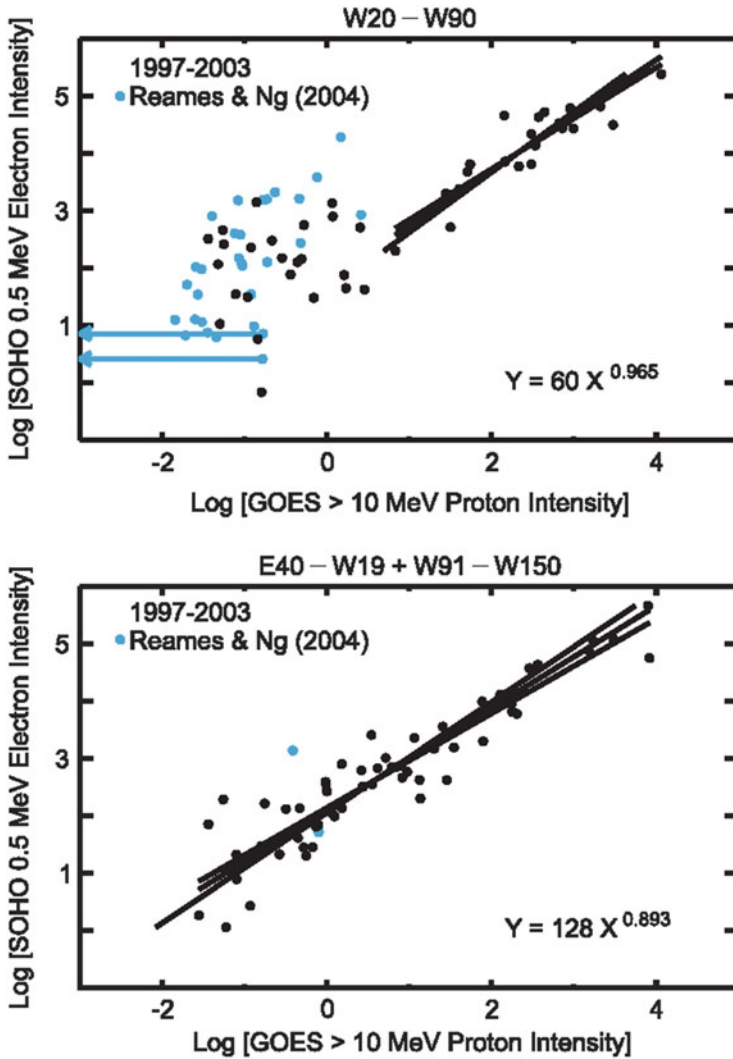 W20 – W90
1997-2003
Reames & Ng (2004)
Log [SOHO 0.5 MeV Electron Intensity]
5
3
1
Y = 60 X 0.965
-2
0
2
4
Log [GOES > 10 MeV Proton Intensity]
E40 – W19 + W91 – W150
1997-2003
Reames & Ng (2004)
Log [SOHO 0.5 MeV Electron Intensity]
5
3
1
Y = 128 X 0.893
-2
0
2
4
Log [GOES > 10 MeV Proton Intensity]